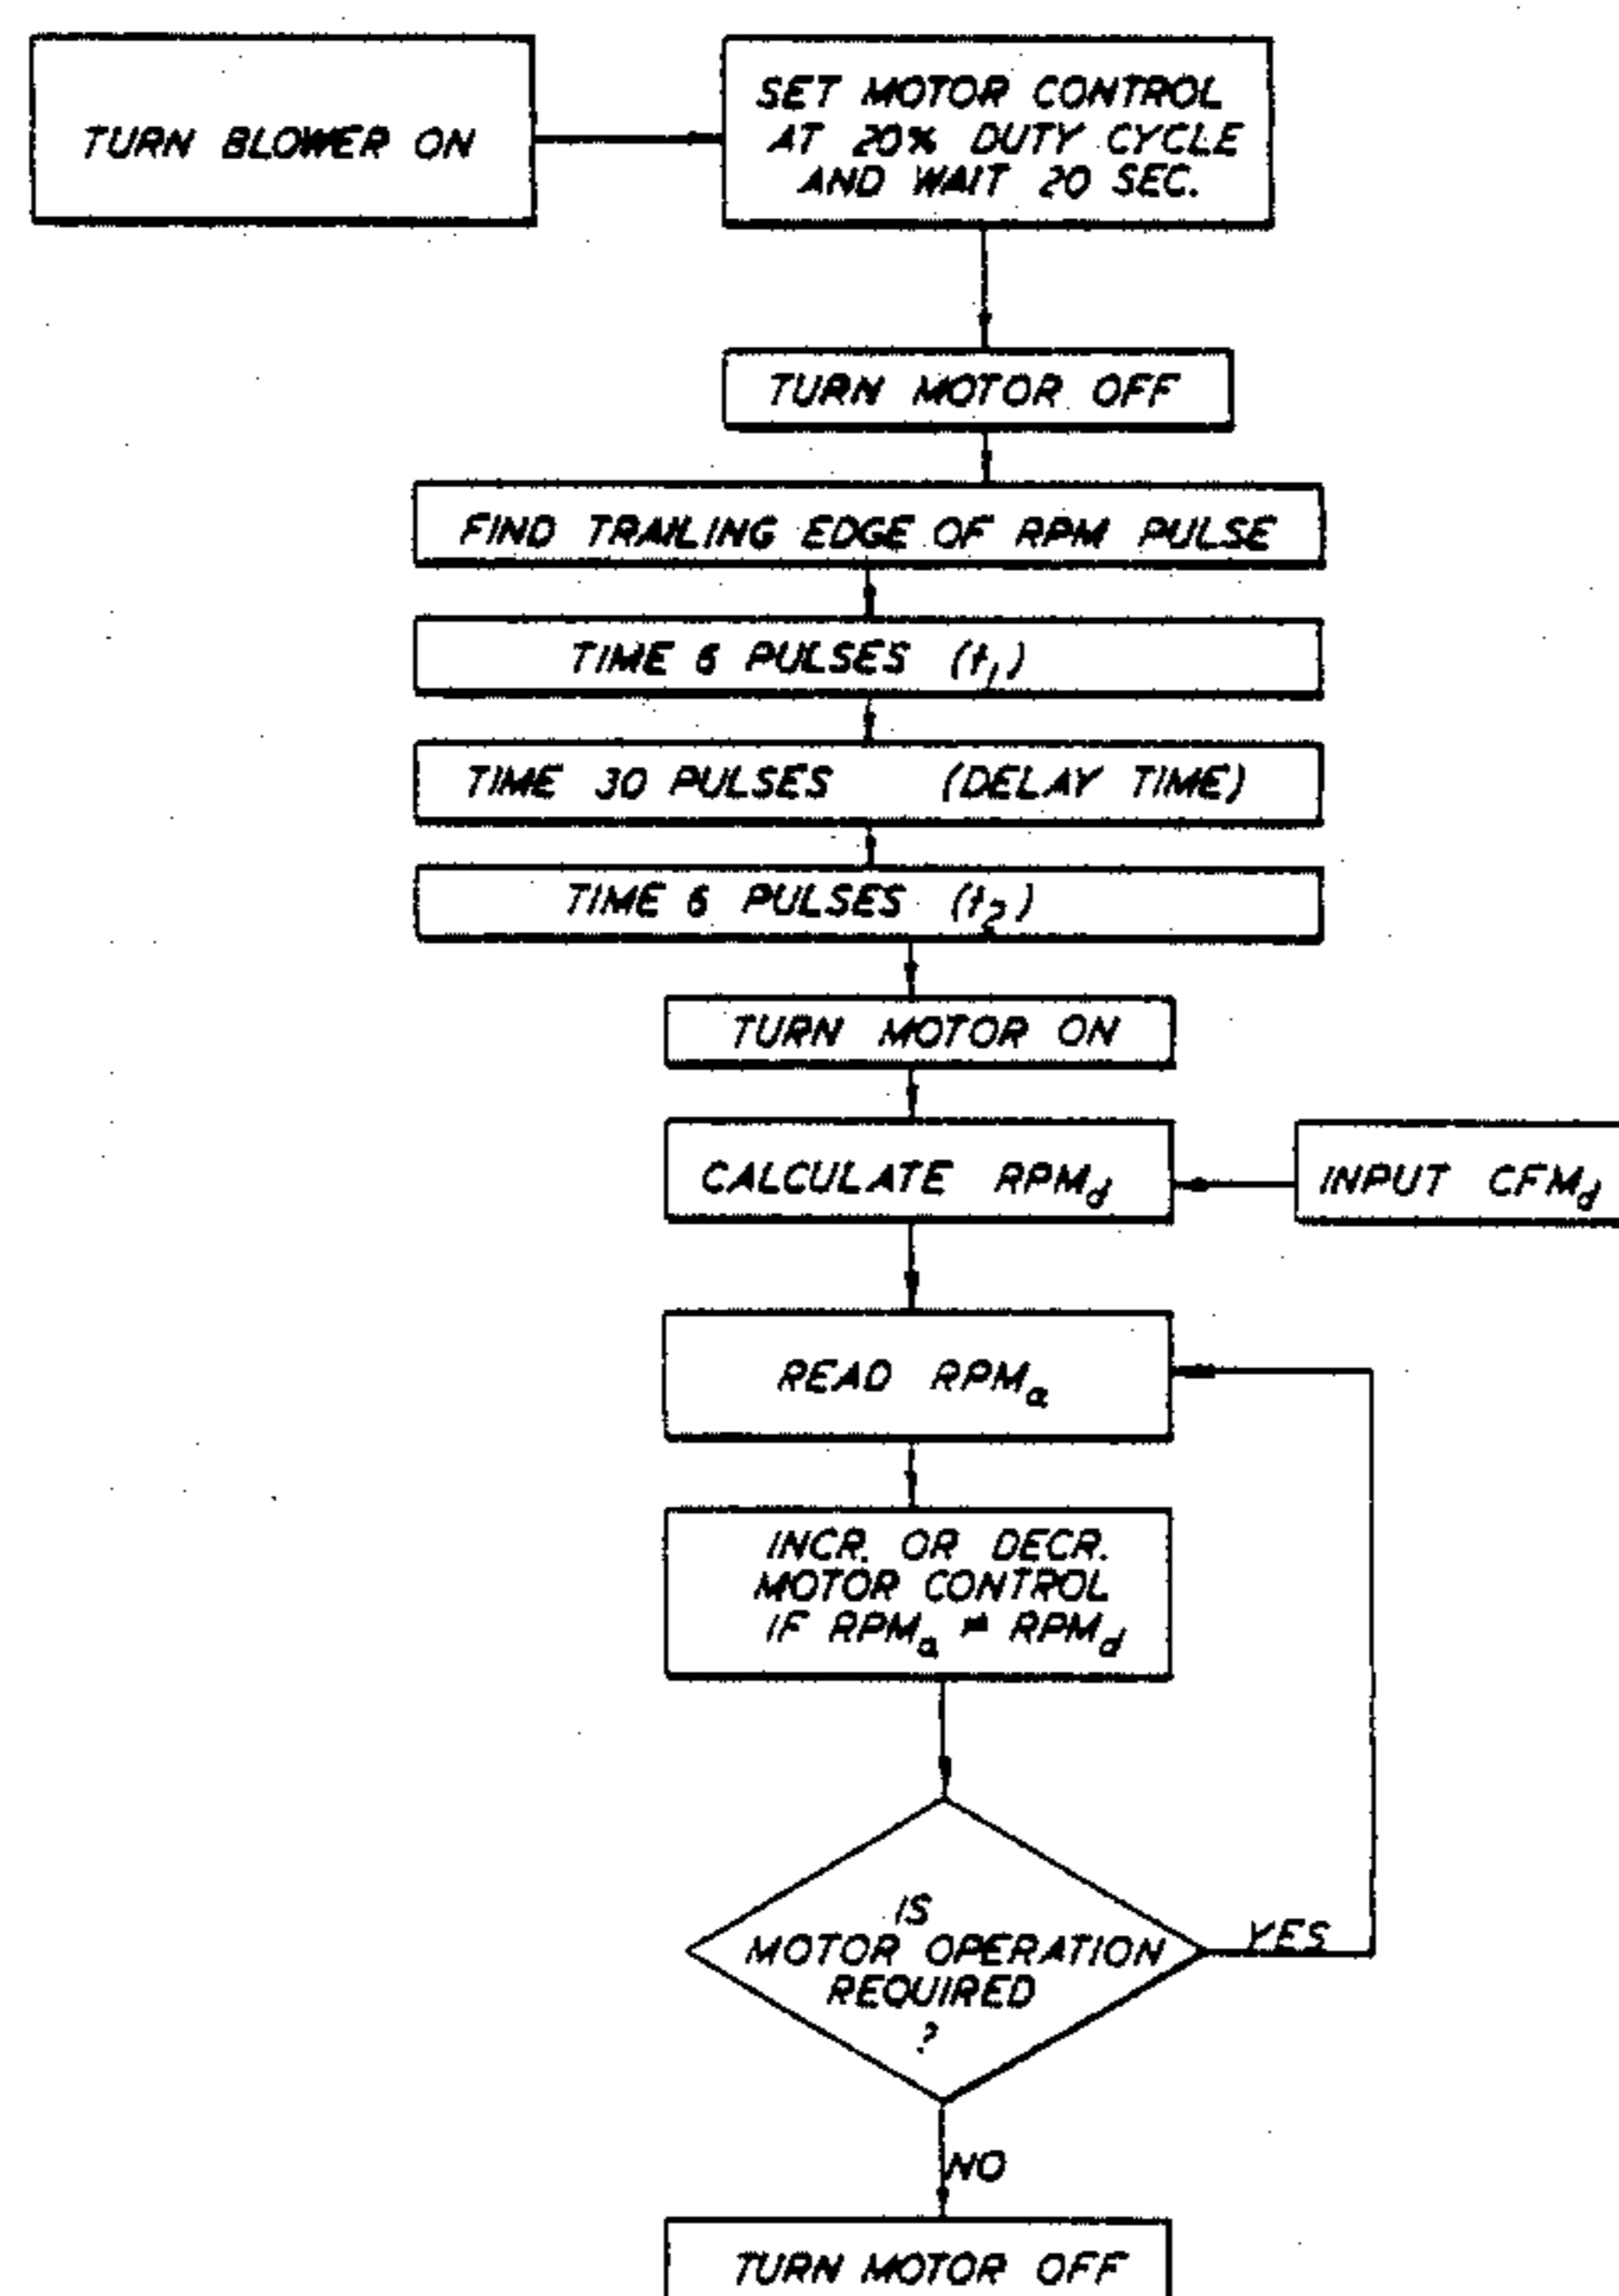 TURN BLOWER ON
SET MOTOR CONTROL
AT 20% DUTY CYCLE
AND WAIT 20 SEC.
TURN MOTOR OFF
FIND TRAILING EDGE OF RPM PULSE
TIME 6 PULSES (t₁)
TIME 30 PULSES (DELAY TIME)
TIME 6 PULSES (t₂)
TURN MOTOR ON
CALCULATE RPMd
INPUT CFMd
READ RPMa
INCR. OR DECR.
MOTOR CONTROL
IF RPMa ≠ RPMd
IS
MOTOR OPERATION
REQUIRED
?
YES
NO
TURN MOTOR OFF